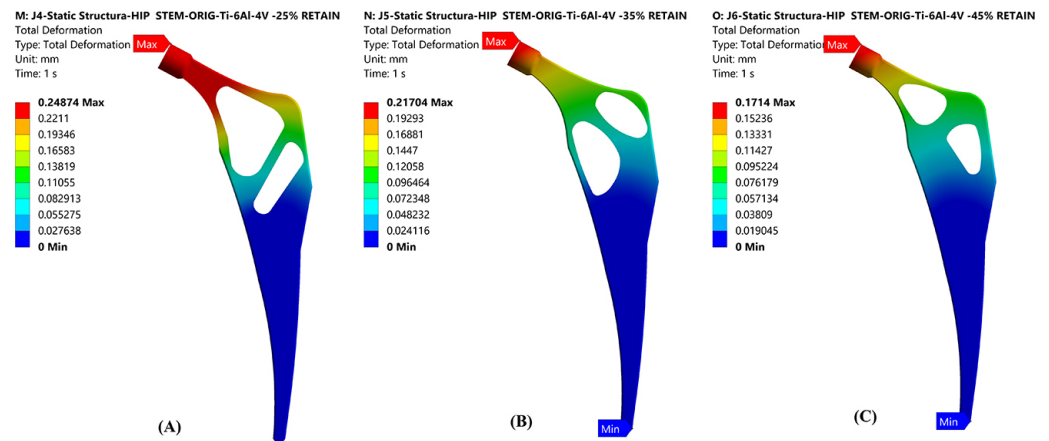 M: J4-Static Structura-HIP STEM-ORIG-Ti-6Al-4V -25% RETAIN
Total Deformation
Type: Total Deformation
Unit: mm
Time: 1 s
Max
0.24874 Max
0.2211
0.19346
0.16583
0.13819
0.11055
0.082913
0.055275
0.027638
0 Min
(A)
N: J5-Static Structura-HIP STEM-ORIG-Ti-6Al-4V -35% RETAIN
Total Deformation
Type: Total Deformation
Unit: mm
Time: 1 s
Max
0.21704 Max
0.19293
0.16881
0.1447
0.12058
0.096464
0.072348
0.048232
0.024116
0 Min
Min
(B)
O: J6-Static Structura-HIP STEM-ORIG-Ti-6Al-4V -45% RETAIN
Total Deformation
Type: Total Deformation
Unit: mm
Time: 1 s
Max
0.1714 Max
0.15236
0.13331
0.11427
0.095224
0.076179
0.057134
0.03809
0.019045
0 Min
Min
(C)